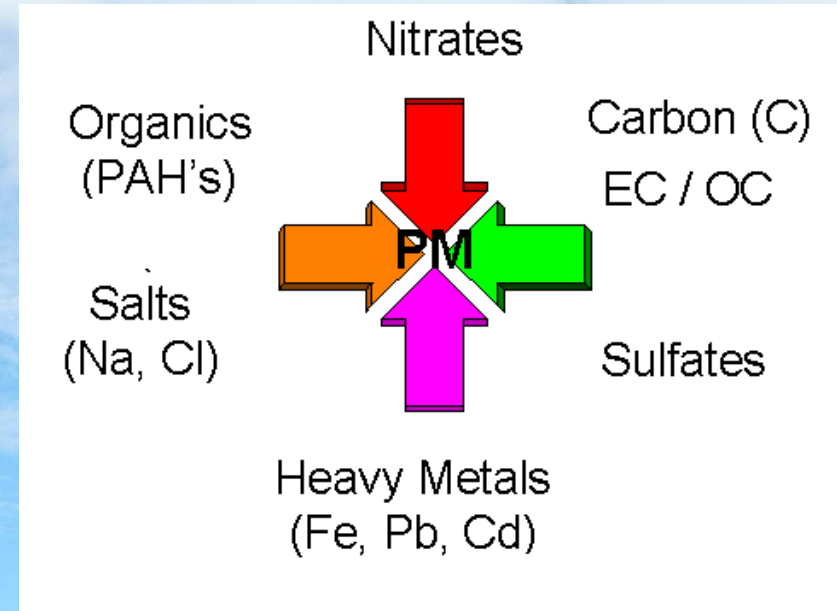 Nitrates
Organics
(PAH's)
Carbon (C)
EC / OC
PM
Salts
(Na, Cl)
Sulfates
Heavy Metals
(Fe, Pb, Cd)